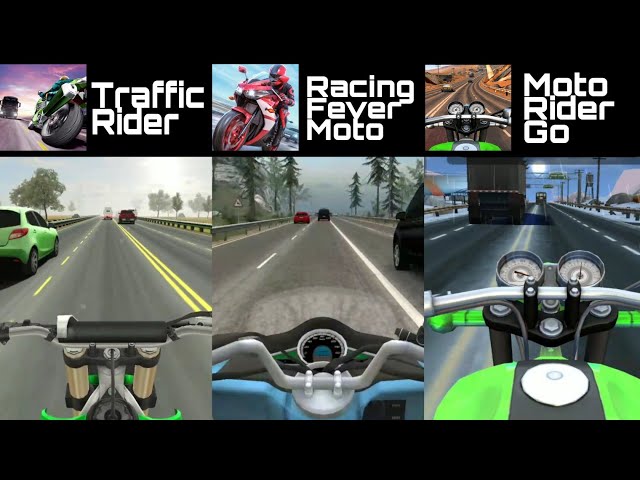 Traffic
Rider
Racing
Fever
Moto
Moto
Rider
Go